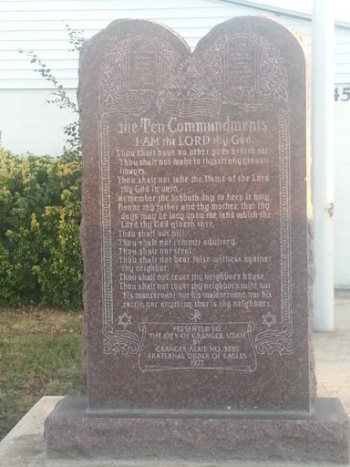 the Ten Commandments
I AM the LORD thy God.
Thou shalt have no other gods before me.
Thou shalt not make to thyself any graven
images.
Thou shalt not take the Name of the Lord
thy God in vain.
Remember the Sabbath day, to keep it holy.
Honor thy father and thy mother, that thy
days may be long upon the land which the
Lord thy God giveth thee.
Thou shalt not kill.
Thou shalt not commit adultery.
Thou shalt not steal.
Thou shalt not bear false witness against
thy neighbor.
Thou shalt not covet thy neighbor's house.
Thou shalt not covet thy neighbor's wife nor
his manservant nor his maidservant, nor his
cattle nor anything that is thy neighbor's.
PRESENTED TO
THE CITY OF GRANGER, UTAH
BY
GRANGER AERIE NO.
FRATERNAL ORDER OF EAGLES
1977
45